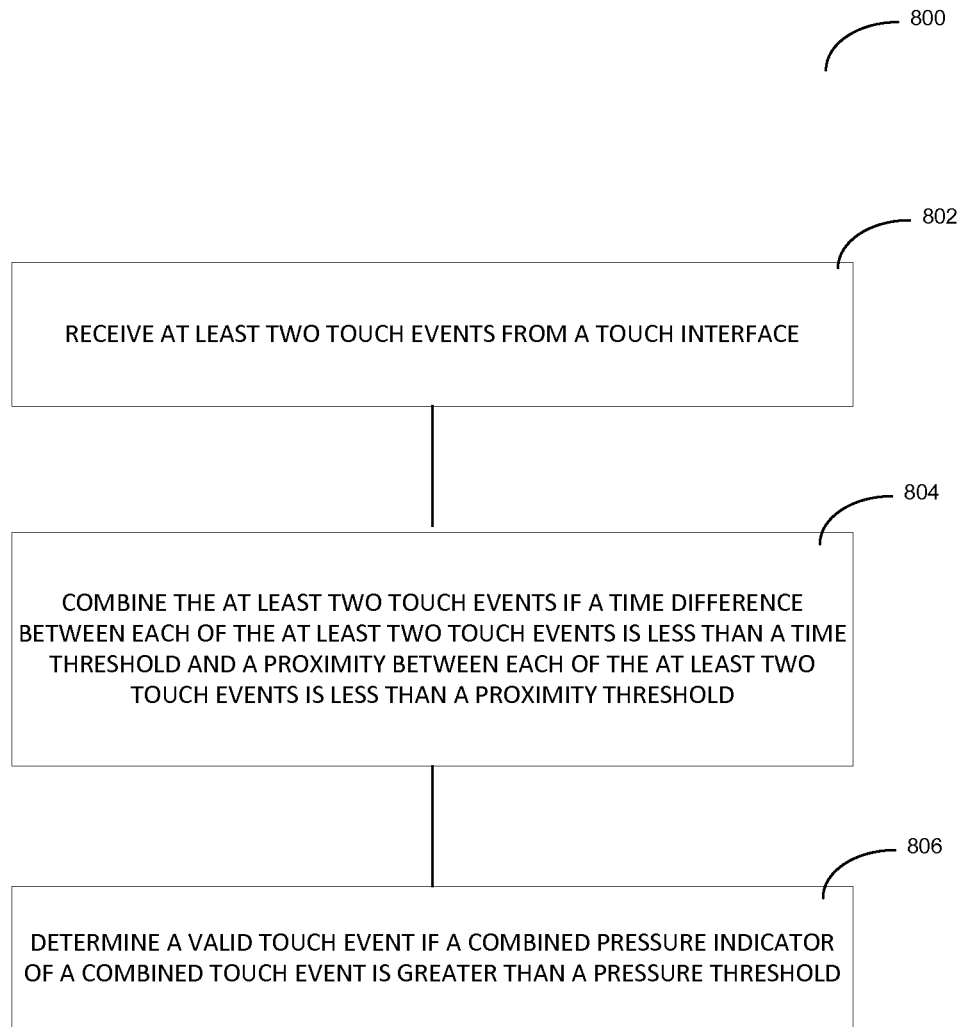 800
802
RECEIVE AT LEAST TWO TOUCH EVENTS FROM A TOUCH INTERFACE
804
COMBINE THE AT LEAST TWO TOUCH EVENTS IF A TIME DIFFERENCE
BETWEEN EACH OF THE AT LEAST TWO TOUCH EVENTS IS LESS THAN A TIME
THRESHOLD AND A PROXIMITY BETWEEN EACH OF THE AT LEAST TWO
TOUCH EVENTS IS LESS THAN A PROXIMITY THRESHOLD
806
DETERMINE A VALID TOUCH EVENT IF A COMBINED PRESSURE INDICATOR
OF A COMBINED TOUCH EVENT IS GREATER THAN A PRESSURE THRESHOLD